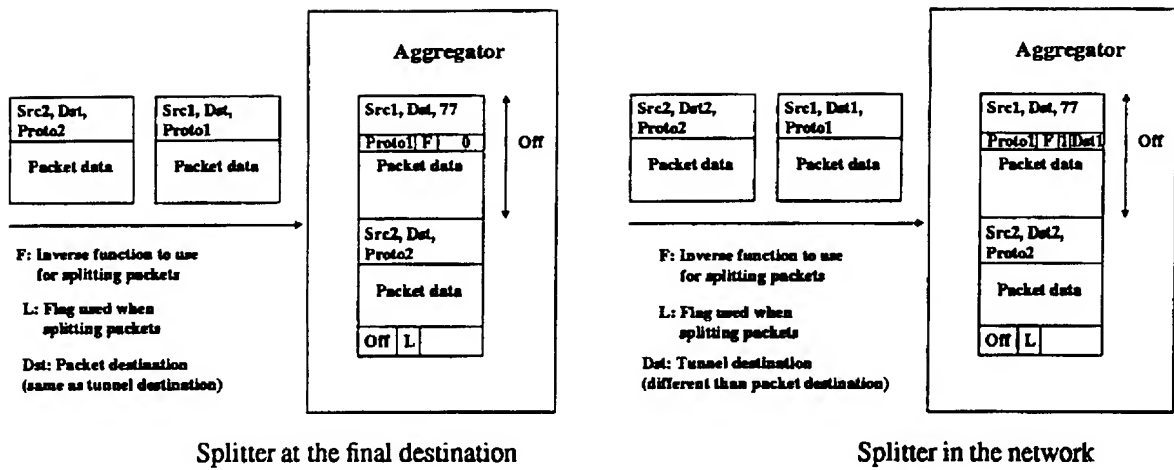 Aggregator
Src2, Dst,
Proto2
Packet data
Src1, Dst,
Proto1
Packet data
Src1, Dst, 77
Proto1 F 0
Packet data
Off
Src2, Dst,
Proto2
Packet data
Off L
F: Inverse function to use
for splitting packets
L: Flag used when
splitting packets
Dst: Packet destination
(same as tunnel destination)
Splitter at the final destination
Aggregator
Src2, Dst2,
Proto2
Packet data
Src1, Dst1,
Proto1
Packet data
Src1, Dst, 77
Proto1 F 1 Dst1
Packet data
Off
Src2, Dst2,
Proto2
Packet data
Off L
F: Inverse function to use
for splitting packets
L: Flag used when
splitting packets
Dst: Tunnel destination
(different than packet destination)
Splitter in the network